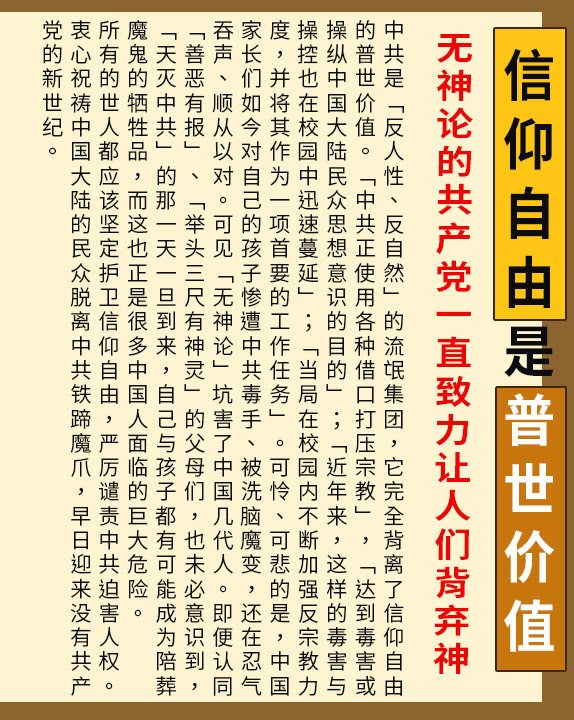 信仰自由是普世价值
无神论的共产党一直致力让人们背弃神
中共是「反人性、反自然」的流氓集团，它完全背离了信仰自由
的普世价值。「中共正使用各种借口打压宗教」，「达到毒害或
操纵中国大陆民众思想意识的目的」；「近年来，这样的毒害与
操控也在校园中迅速蔓延」；「当局在校园内不断加强反宗教力
度，并将其作为一项首要的工作任务」。可怜、可悲的是，中国
家长们如今对自己的孩子惨遭中共毒手、被洗脑魔变，还在忍气
吞声、顺从以对。可见「无神论」坑害了中国几代人。即便认同
「善恶有报」、「举头三尺有神灵」的父母们，也未必意识到，
「天灭中共」的那一天一旦到来，自己与孩子都有可能成为陪葬
魔鬼的牺牲品，而这也正是很多中国人面临的巨大危险。
所有的世人都应该坚定护卫信仰自由，严厉谴责中共迫害人权。
衷心祝祷中国大陆的民众脱离中共铁蹄魔爪，早日迎来没有共产
党的新世纪。